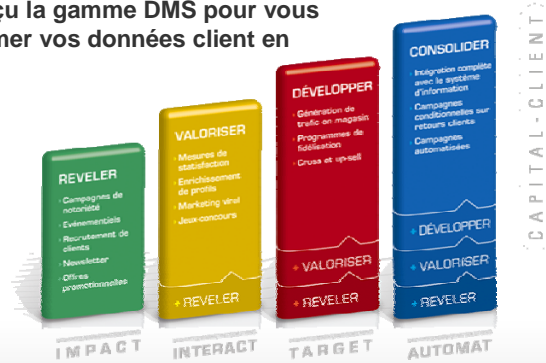 çu la gamme DMS pour vous
mer vos données client en
REVELER
Campagnes de
notoriété
Evénementiels
Recrutement de
clients
Newsletter
Offres
promotionnelles
IMPACT
VALORISER
Mesures de
statisfaction
Enrichissement
de profils
Marketing viral
Jeux-concours
+ REVELER
INTERACT
DÉVELOPPER
Génération de
trafic en magasin
Programmes de
fidélisation
Cruss et up-sell
+ VALORISER
+ REVELER
TARGET
CONSOLIDER
Intégration complète
avec le système
d'information
Campagnes
conditionnelles sur
retours clients
Campagnes
automatisées
+ DÉVELOPPER
+ VALORISER
+ REVELER
AUTOMAT
CAPITAL-CLIENT